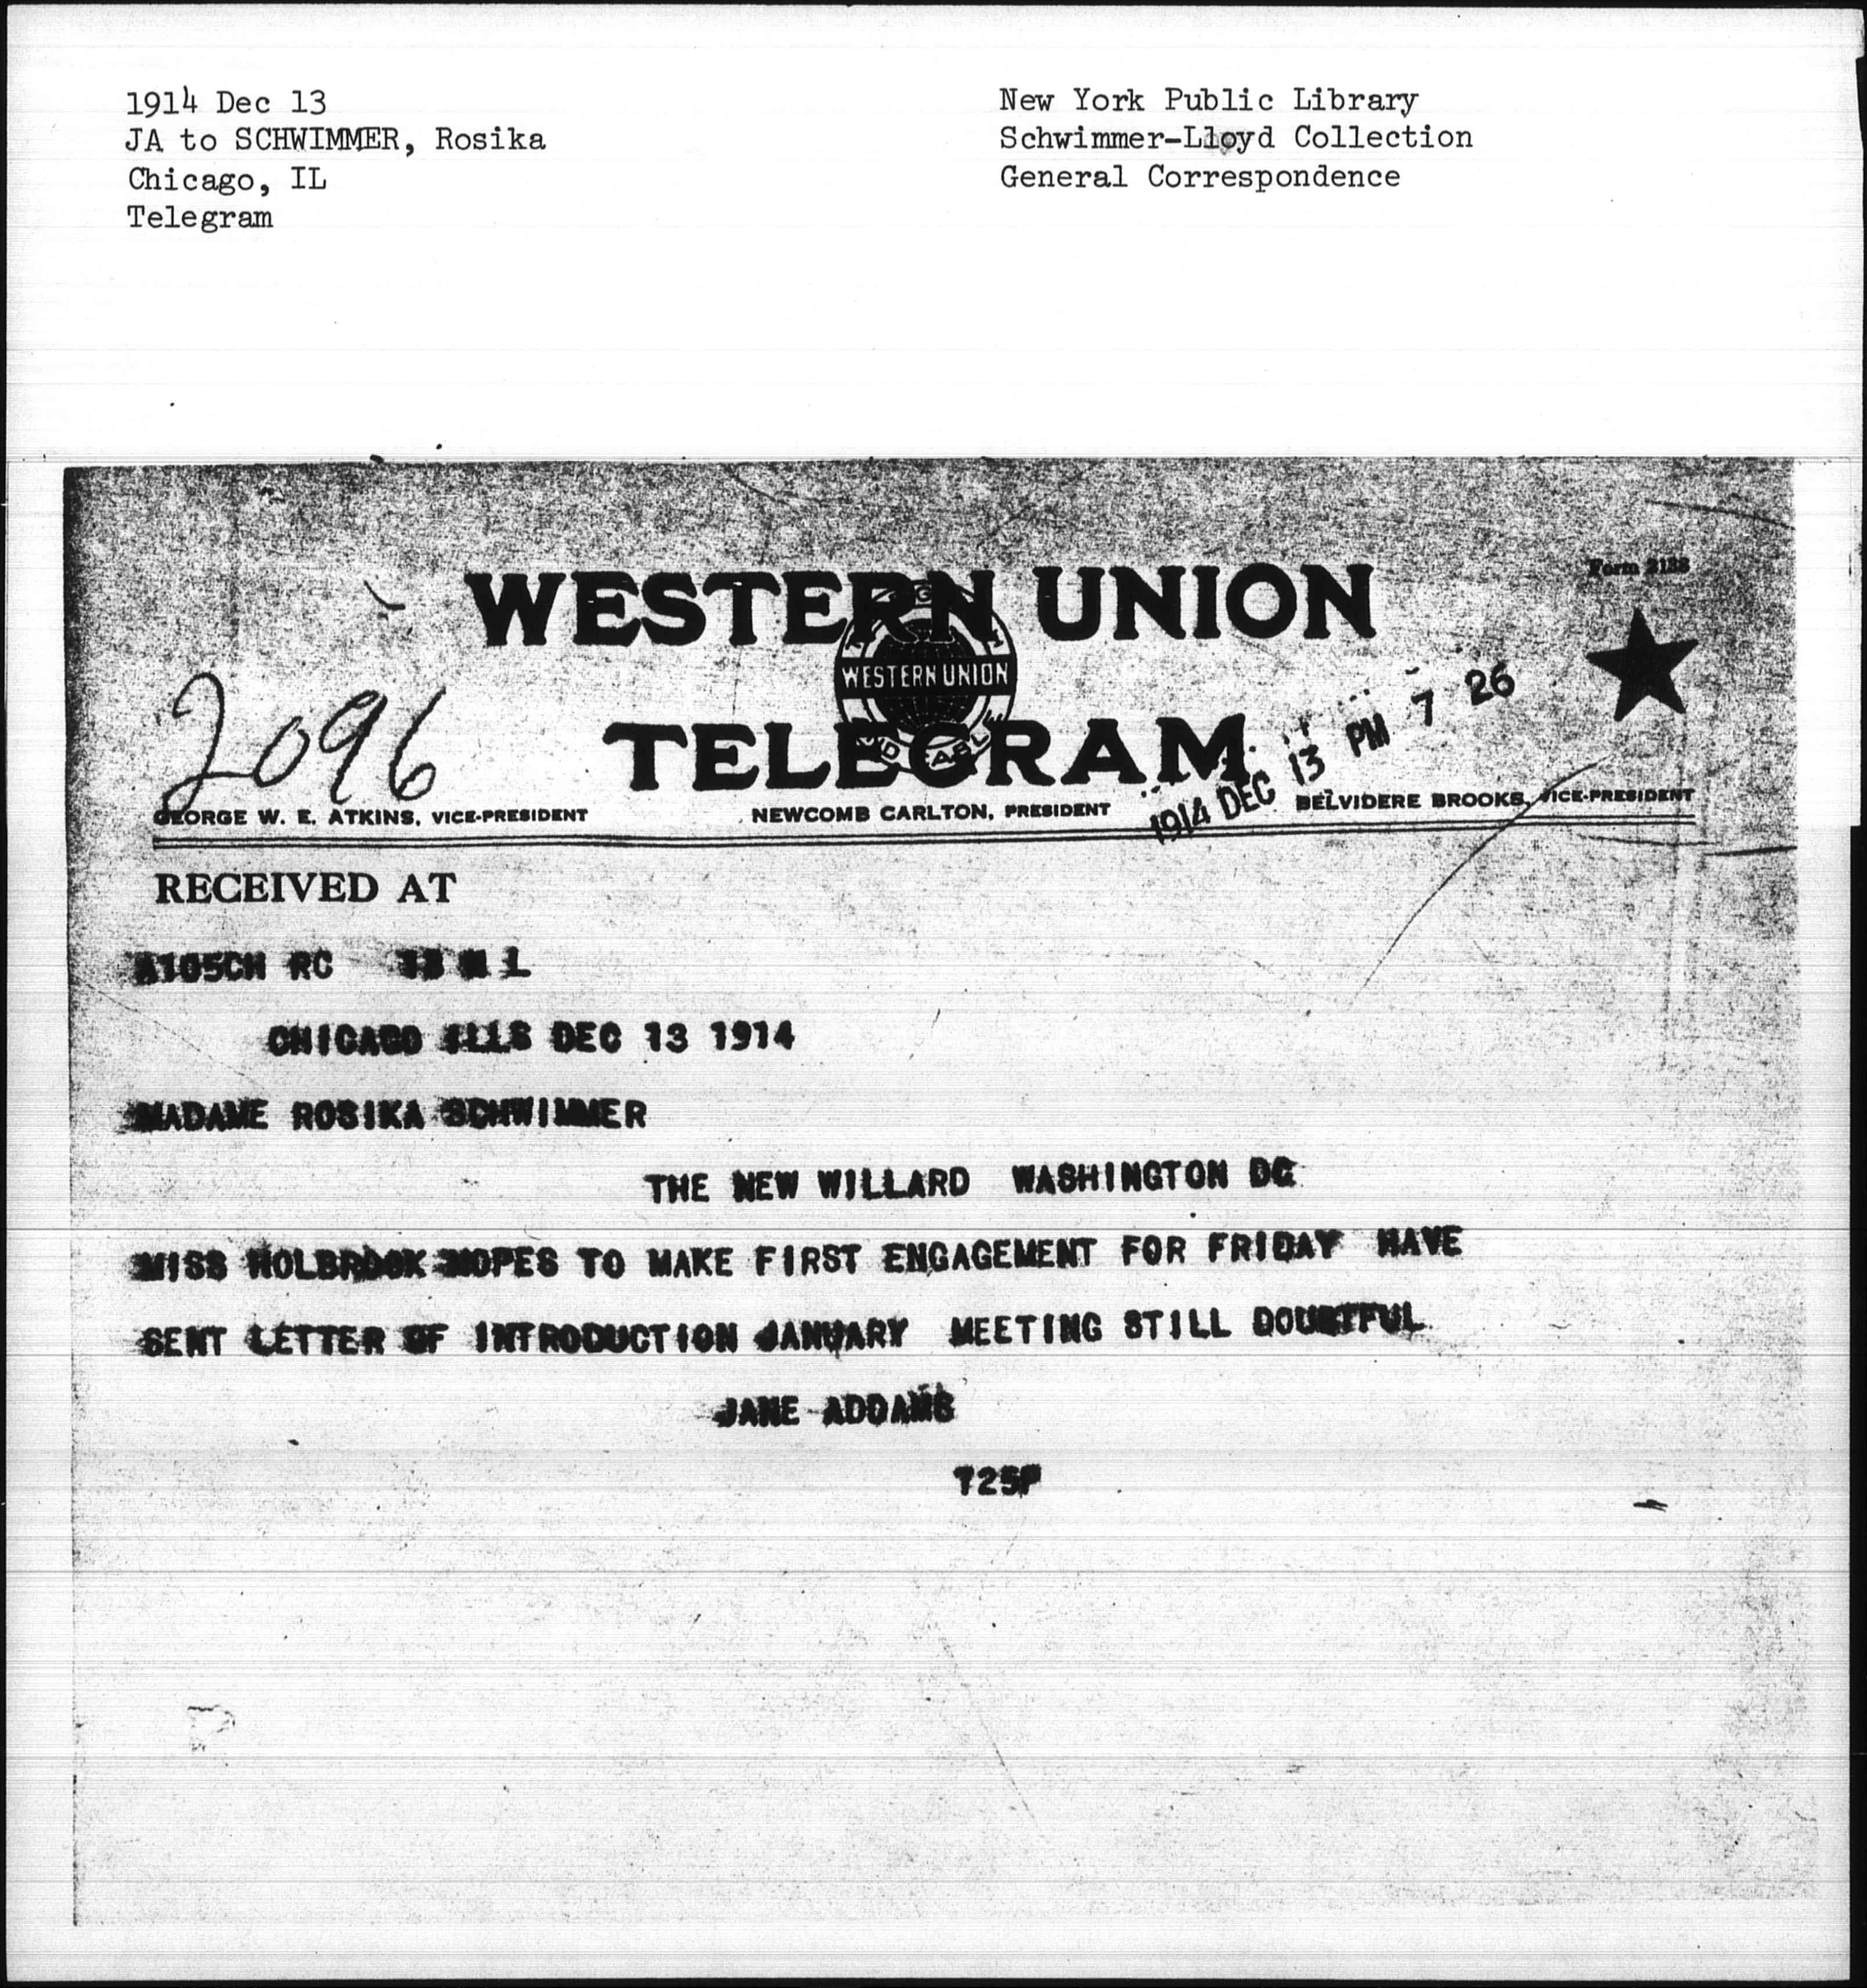 1914 Dec 13
JA to SCHWIMMER, Rosika
Chicago, IL
Telegram
New York Public Library
Schwimmer-Lloyd Collection
General Correspondence
Form 2138
WESTERN UNION
WESTERN UNION
TELEGRAM
2096
1914 DEC 13 PM 7 26
GEORGE W. E. ATKINS, VICE-PRESIDENT NEWCOMB CARLTON, PRESIDENT BELVIDERE BROOKS, VICE-PRESIDENT
RECEIVED AT
A105CH RC
CHICAGO ILLS DEC 13 1914
MADAME ROSIKA SCHWIMMER
THE NEW WILLARD WASHINGTON DC
MISS HOLBROOK HOPES TO MAKE FIRST ENGAGEMENT FOR FRIDAY HAVE
SENT LETTER OF INTRODUCTION JANUARY MEETING STILL DOUBTFUL
JANE ADDAMS
725P